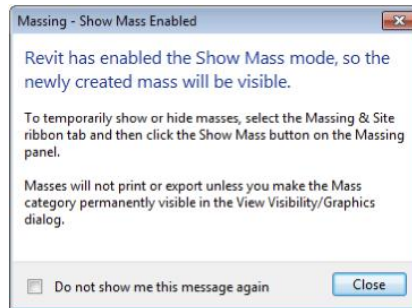 Massing - Show Mass Enabled
Revit has enabled the Show Mass mode, so the
newly created mass will be visible.
To temporarily show or hide masses, select the Massing & Site
ribbon tab and then click the Show Mass button on the Massing
panel.
Masses will not print or export unless you make the Mass
category permanently visible in the View Visibility/Graphics
dialog.
Do not show me this message again
Close